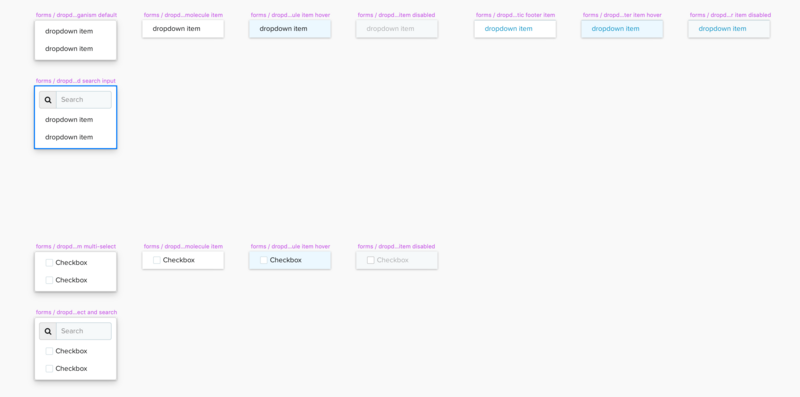 forms / dropd...ganism default
forms / dropd...molecule item
forms / dropd...ule item hover
forms / dropd...item disabled
forms / dropd...tic footer item
forms / dropd...ter item hover
forms / dropd...r item disabled
dropdown item
dropdown item
dropdown item
dropdown item
dropdown item
dropdown item
dropdown item
dropdown item
forms / dropd...d search input
Search
dropdown item
dropdown item
forms / dropd...m multi-select
forms / dropd...molecule item
forms / dropd...ule item hover
forms / dropd...item disabled
Checkbox
Checkbox
Checkbox
Checkbox
Checkbox
forms / dropd...ect and search
Search
Checkbox
Checkbox